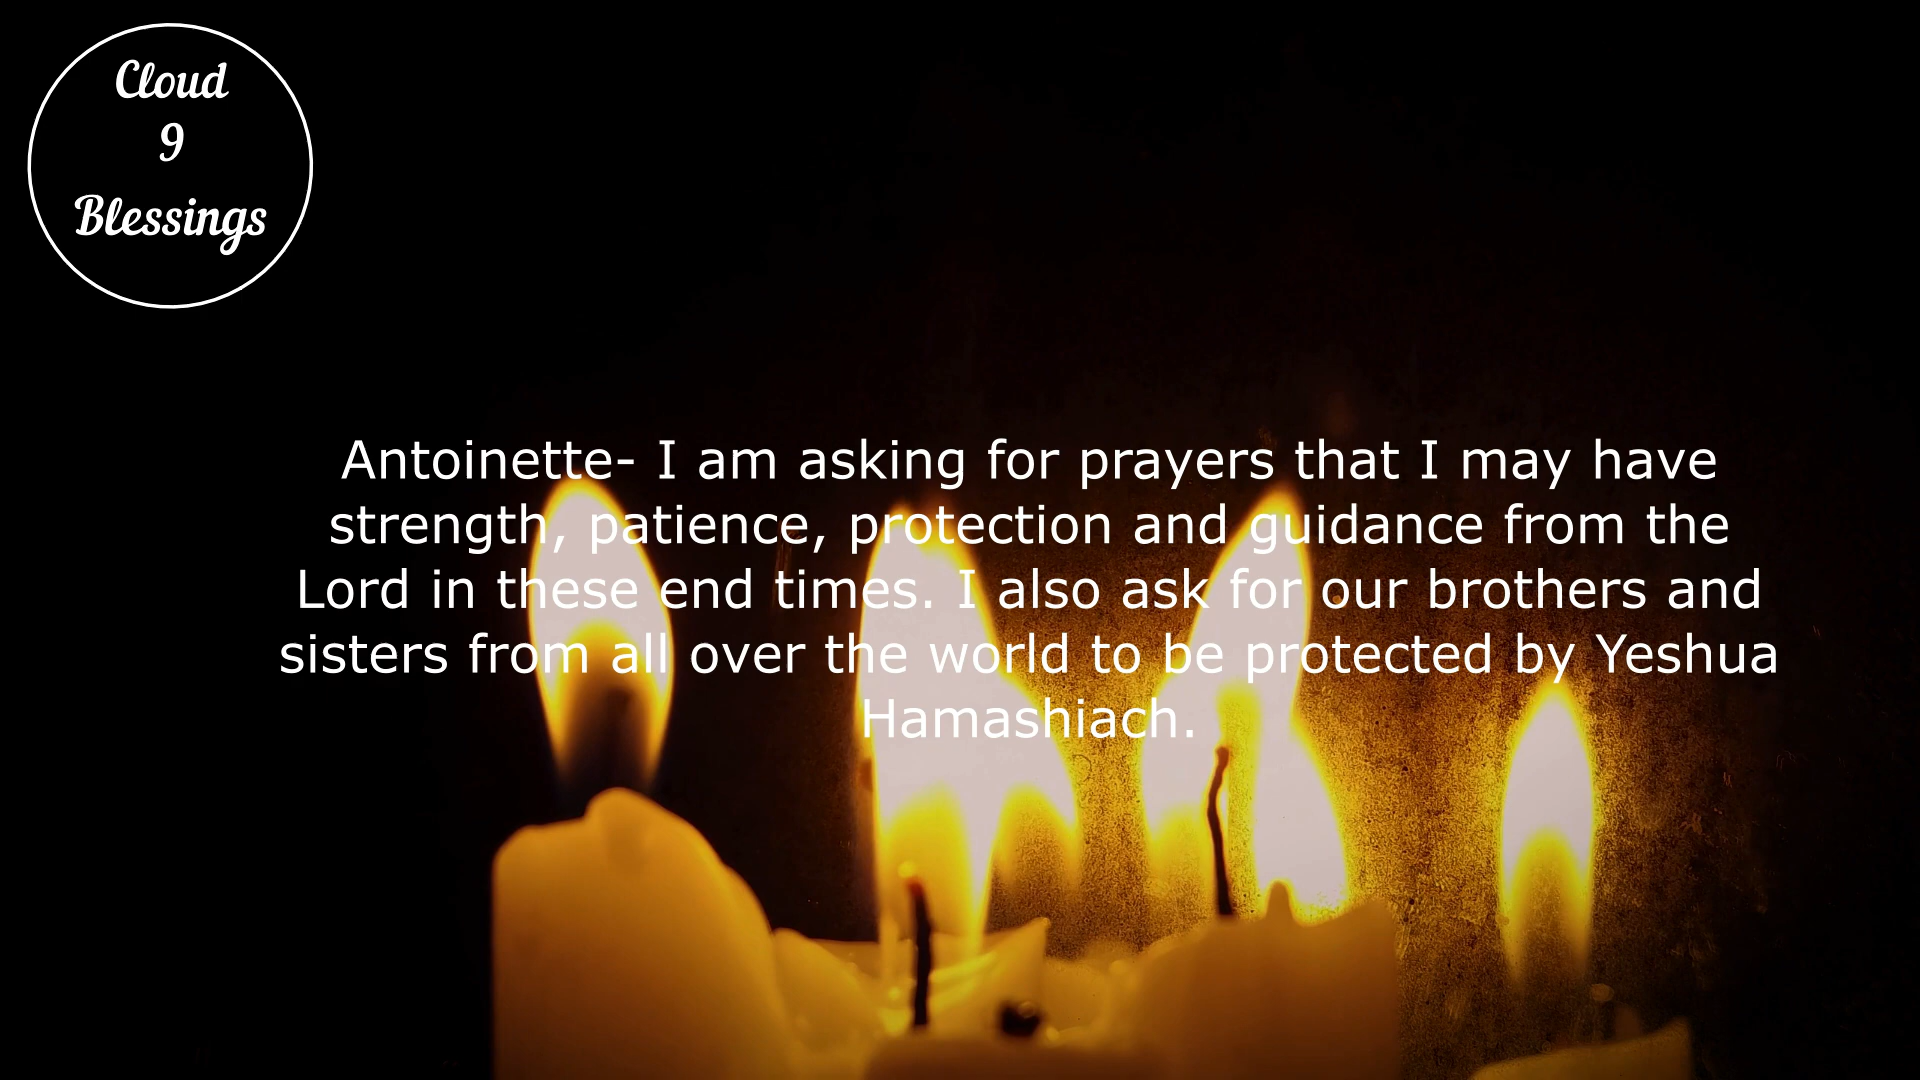 Cloud
9
Blessings
Antoinette- I am asking for prayers that I may have
strength, patience, protection and guidance from the
Lord in these end times. I also ask for our brothers and
sisters from all over the world to be protected by Yeshua
Hamashiach.